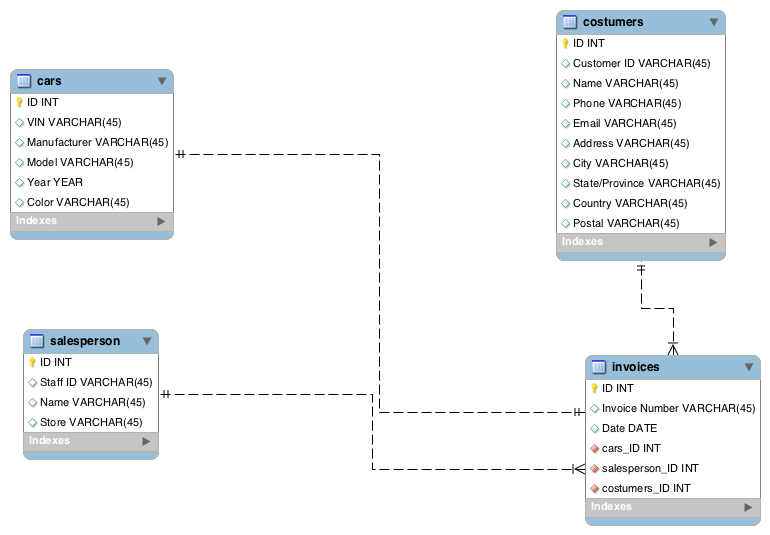 cars
ID INT
VIN VARCHAR(45)
Manufacturer VARCHAR(45)
Model VARCHAR(45)
Year YEAR
Color VARCHAR(45)
Indexes
costumers
ID INT
Customer ID VARCHAR(45)
Name VARCHAR(45)
Phone VARCHAR(45)
Email VARCHAR(45)
Address VARCHAR(45)
City VARCHAR(45)
State/Province VARCHAR(45)
Country VARCHAR(45)
Postal VARCHAR(45)
Indexes
salesperson
ID INT
Staff ID VARCHAR(45)
Name VARCHAR(45)
Store VARCHAR(45)
Indexes
invoices
ID INT
Invoice Number VARCHAR(45)
Date DATE
cars_ID INT
salesperson_ID INT
costumers_ID INT
Indexes